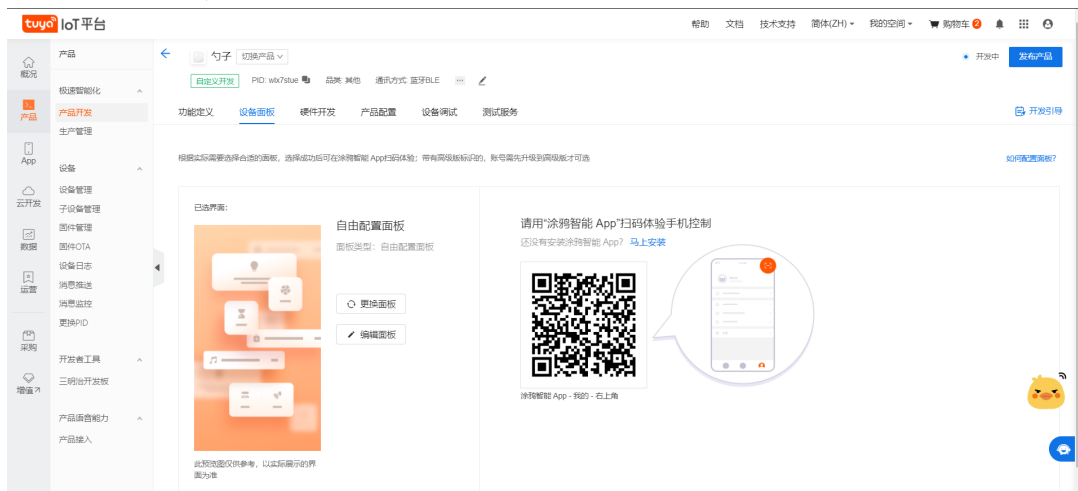 tuya IoT平台
帮助 文档 技术支持 简体(ZH) 我的空间 购物车 2
概况
产品
App
云开发
数据
运营
采购
增值
产品
极速智能化
产品开发
生产管理
设备
设备管理
子设备管理
固件管理
固件OTA
设备日志
消息推送
消息监控
更换PID
开发者工具
三明治开发板
产品语音能力
产品接入
勺子 切换产品
开发中 发布产品
自定义开发 PID: wlx7stue 品类: 其他 通讯方式: 蓝牙BLE ···
功能定义 设备面板 硬件开发 产品配置 设备调试 测试服务
开发引导
根据实际需要选择合适的面板，选择成功后可在涂鸦智能 App扫码体验；带有高级版标识的，账号需先升级到高级版才可选
如何配置面板?
已选界面:
自由配置面板
面板类型：自由配置面板
更换面板
编辑面板
此预览图仅供参考，以实际展示的界
面为准
请用“涂鸦智能 App”扫码体验手机控制
还没有安装涂鸦智能 App? 马上安装
涂鸦智能 App - 我的 - 右上角